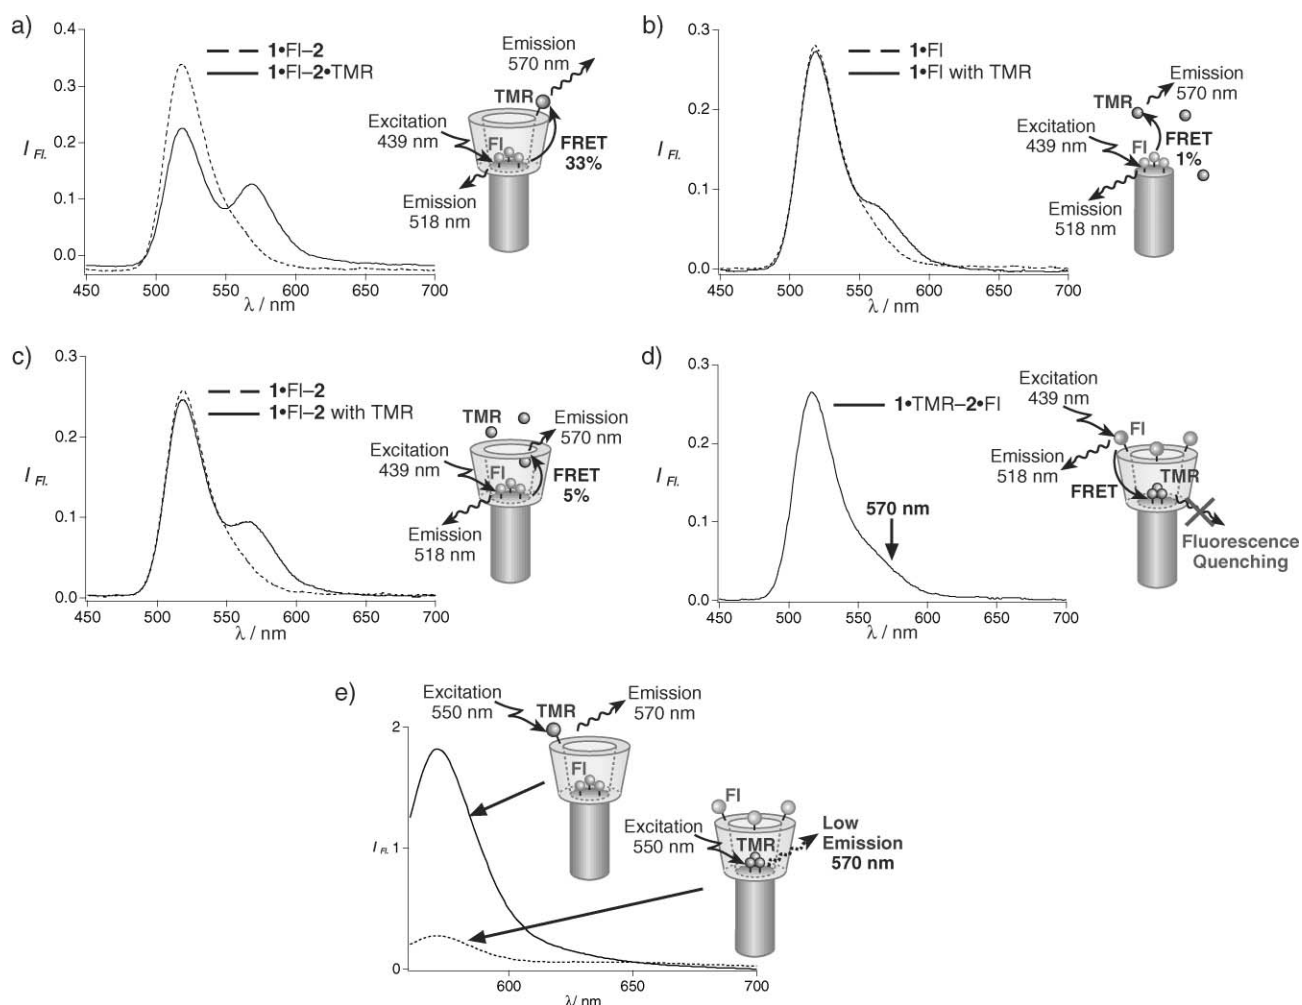 a)
0.4
0.3
0.2
0.1
0.0
I Fl.
450 500 550 600 650 700
λ / nm
1•Fl–2
1•Fl–2•TMR
Emission
570 nm
TMR
Excitation
439 nm
Fl
FRET
33%
Emission
518 nm
b)
0.3
0.2
0.1
0.0
I Fl.
450 500 550 600 650 700
λ / nm
1•Fl
1•Fl with TMR
Emission
570 nm
TMR
Excitation
439 nm
Fl
FRET
1%
Emission
518 nm
c)
0.3
0.2
0.1
0.0
I Fl.
450 500 550 600 650 700
λ / nm
1•Fl–2
1•Fl–2 with TMR
TMR
Emission
570 nm
Excitation
439 nm
Fl
FRET
5%
Emission
518 nm
d)
0.3
0.2
0.1
0.0
I Fl.
450 500 550 600 650 700
λ / nm
1•TMR–2•Fl
570 nm
Excitation
439 nm
Fl
Emission
518 nm
TMR
FRET
Fluorescence
Quenching
e)
2
1
0
I Fl.
600 650 700
λ/ nm
Excitation
550 nm
TMR
Emission
570 nm
Fl
Fl
Excitation
550 nm
TMR
Low
Emission
570 nm